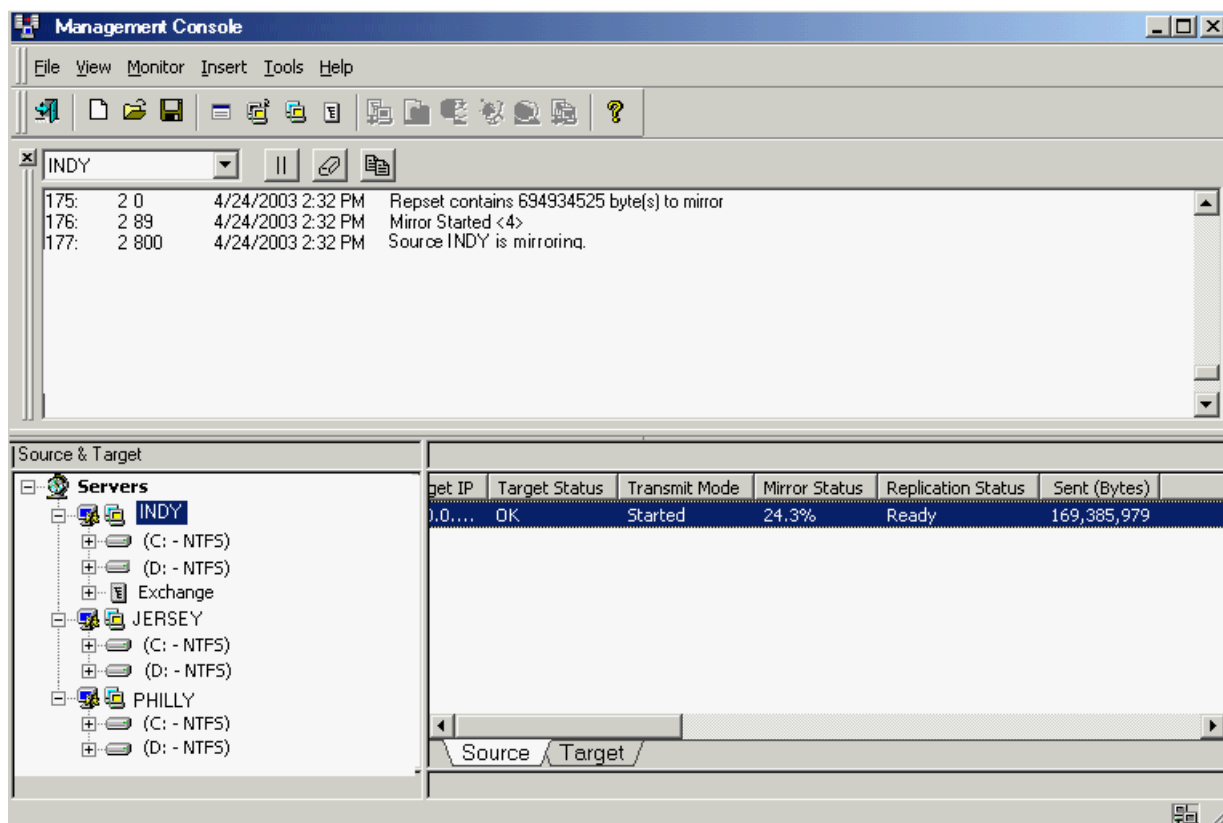 Management Console
File View Monitor Insert Tools Help
INDY
175: 2 0 4/24/2003 2:32 PM Repset contains 694934525 byte(s) to mirror
176: 2 89 4/24/2003 2:32 PM Mirror Started <4>
177: 2 800 4/24/2003 2:32 PM Source INDY is mirroring.
Source & Target
Servers
INDY
(C: - NTFS)
(D: - NTFS)
Exchange
JERSEY
(C: - NTFS)
(D: - NTFS)
PHILLY
(C: - NTFS)
(D: - NTFS)
get IP Target Status Transmit Mode Mirror Status Replication Status Sent (Bytes)
).0.... OK Started 24.3% Ready 169,385,979
Source Target